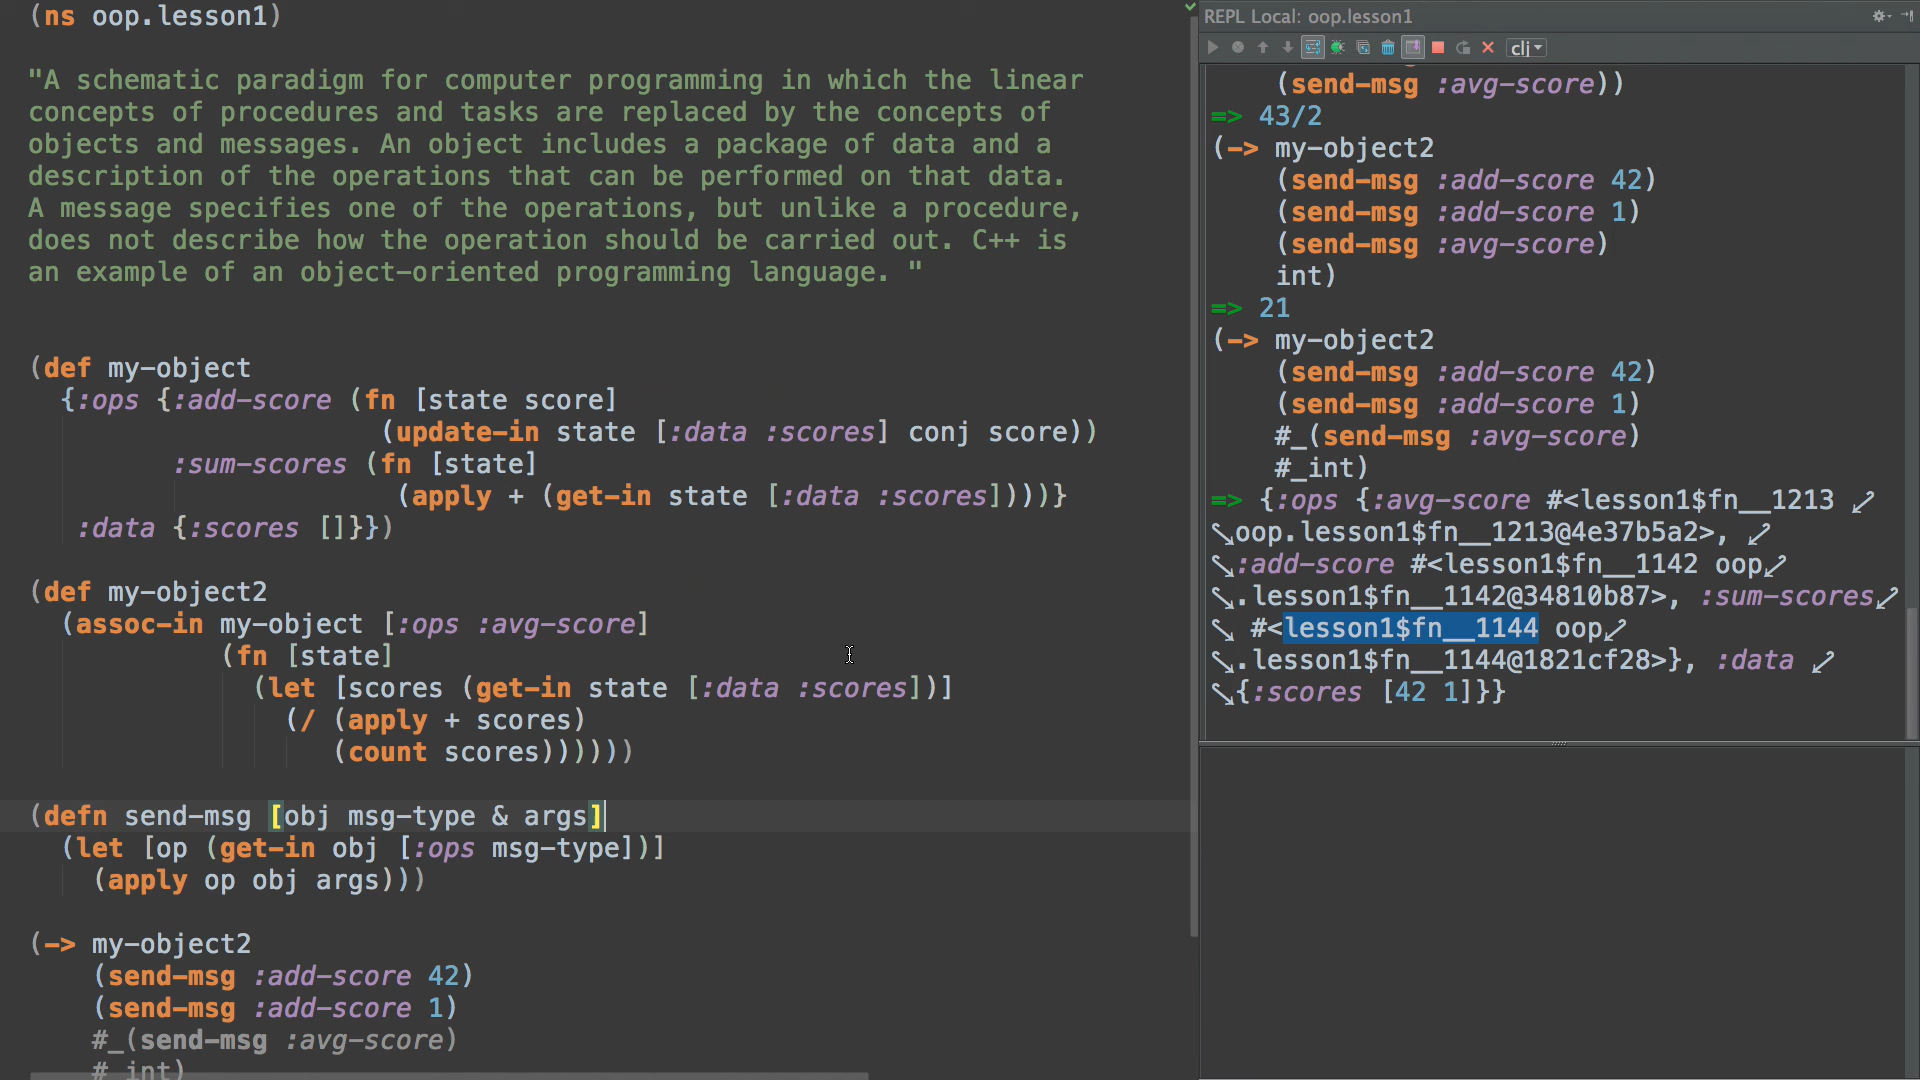 (ns oop.lesson1)
"A schematic paradigm for computer programming in which the linear
concepts of procedures and tasks are replaced by the concepts of
objects and messages. An object includes a package of data and a
description of the operations that can be performed on that data.
A message specifies one of the operations, but unlike a procedure,
does not describe how the operation should be carried out. C++ is
an example of an object-oriented programming language. "
(def my-object
{:ops {:add-score (fn [state score]
(update-in state [:data :scores] conj score))
:sum-scores (fn [state]
(apply + (get-in state [:data :scores])))}
:data {:scores []}})
(def my-object2
(assoc-in my-object [:ops :avg-score]
(fn [state]
(let [scores (get-in state [:data :scores])]
(/ (apply + scores)
(count scores))))))
(defn send-msg [obj msg-type & args]
(let [op (get-in obj [:ops msg-type])]
(apply op obj args)))
(-> my-object2
(send-msg :add-score 42)
(send-msg :add-score 1)
#_(send-msg :avg-score)
#_int)
REPL Local: oop.lesson1
clj
(send-msg :avg-score))
=> 43/2
(-> my-object2
(send-msg :add-score 42)
(send-msg :add-score 1)
(send-msg :avg-score)
int)
=> 21
(-> my-object2
(send-msg :add-score 42)
(send-msg :add-score 1)
#_(send-msg :avg-score)
#_int)
=> {:ops {:avg-score #<lesson1$fn__1213
oop.lesson1$fn__1213@4e37b5a2>,
:add-score #<lesson1$fn__1142 oop
.lesson1$fn__1142@34810b87>, :sum-scores
#<lesson1$fn__1144 oop
.lesson1$fn__1144@1821cf28>}, :data
{:scores [42 1]}}